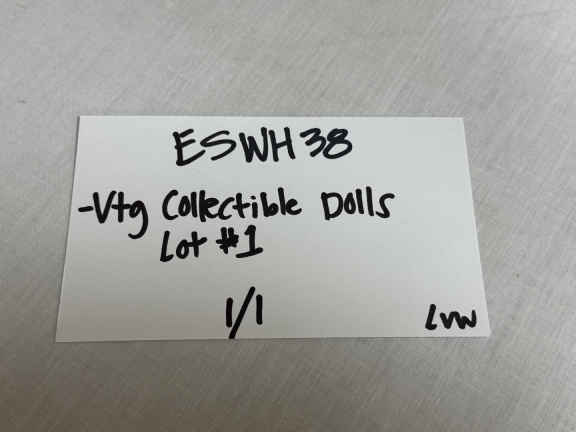 ESWH38
-Vtg Collectible Dolls
Lot #1
1/1
LVW